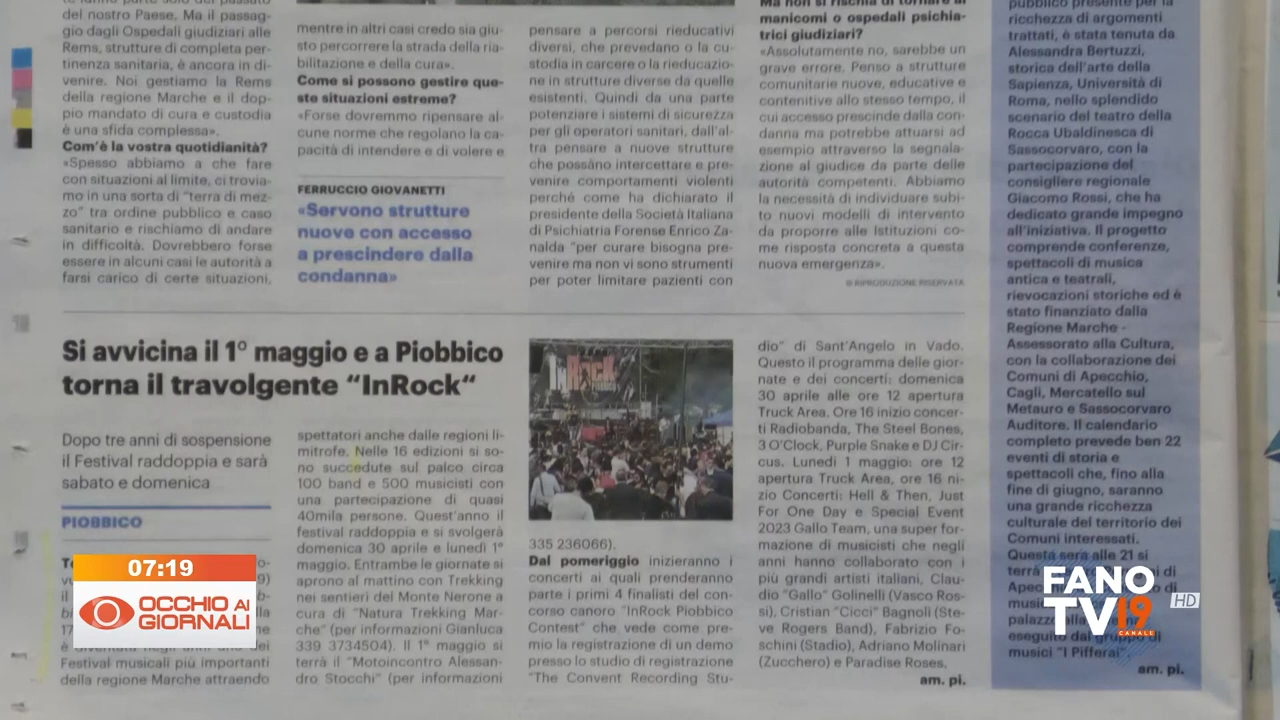 del nostro Paese. Ma il passag-
gio dagli Ospedali giudiziari alle
Rems, strutture di completa per-
tinenza sanitaria, è ancora in di-
venire. Noi gestiamo la Rems
della regione Marche e il dop-
pio mandato di cura e custodia
è una sfida complessa».
Com'è la vostra quotidianità?
«Spesso abbiamo a che fare
con situazioni al limite, ci trovia-
mo in una sorta di "terra di mez-
zo" tra ordine pubblico e caso
sanitario e rischiamo di andare
in difficoltà. Dovrebbero forse
essere in alcuni casi le autorità a
farsi carico di certe situazioni,
mentre in altri casi credo sia giu-
sto percorrere la strada della ria-
bilitazione e della cura».
Come si possono gestire que-
ste situazioni estreme?
«Forse dovremmo ripensare al-
cune norme che regolano la ca-
pacità di intendere e di volere e
FERRUCCIO GIOVANETTI
«Servono strutture
nuove con accesso
a prescindere dalla
condanna»
pensare a percorsi rieducativi
diversi, che prevedano o la cu-
stodia in carcere o la rieducazio-
ne in strutture diverse da quelle
esistenti. Quindi da una parte
potenziare i sistemi di sicurezza
per gli operatori sanitari, dall'al-
tra pensare a nuove strutture
che possano intercettare e pre-
venire comportamenti violenti
perché come ha dichiarato il
presidente della Società Italiana
di Psichiatria Forense Enrico Za-
nalda "per curare bisogna pre-
venire ma non vi sono strumenti
per poter limitare pazienti con
Ma non si rischia di tornare ai
manicomi o ospedali psichia-
trici giudiziari?
«Assolutamente no, sarebbe un
grave errore. Penso a strutture
comunitarie nuove, educative e
contenitive allo stesso tempo, il
cui accesso prescinde dalla con-
danna ma potrebbe attuarsi ad
esempio attraverso la segnala-
zione al giudice da parte delle
autorità competenti. Abbiamo
la necessità di individuare subi-
to nuovi modelli di intervento
da proporre alle Istituzioni co-
me risposta concreta a questa
nuova emergenza».
© RIPRODUZIONE RISERVATA
pubblico presente per la
ricchezza di argomenti
trattati, è stata tenuta da
Alessandra Bertuzzi,
storica dell'arte della
Sapienza, Università di
Roma, nello splendido
scenario del teatro della
Rocca Ubaldinesca di
Sassocorvaro, con la
partecipazione del
consigliere regionale
Giacomo Rossi, che ha
dedicato grande impegno
all'iniziativa. Il progetto
comprende conferenze,
spettacoli di musica
antica e teatrali,
rievocazioni storiche ed è
stato finanziato dalla
Regione Marche -
Assessorato alla Cultura,
con la collaborazione dei
Comuni di Apecchio,
Cagli, Mercatello sul
Metauro e Sassocorvaro
Auditore. Il calendario
completo prevede ben 22
eventi di storia e
spettacoli che, fino alla
fine di giugno, saranno
una grande ricchezza
culturale del territorio dei
Comuni interessati.
Questa sera alle 21 si
terrà di
Apec di
musi
palazzo
eseguito dal gruppo di
musici "I Pifferai".
am. pi.
Si avvicina il 1° maggio e a Piobbico
torna il travolgente "InRock"
Dopo tre anni di sospensione
il Festival raddoppia e sarà
sabato e domenica
PIOBBICO
Festival musicali più importanti
della regione Marche attraendo
spettatori anche dalle regioni li-
mitrofe. Nelle 16 edizioni si so-
no succedute sul palco circa
100 band e 500 musicisti con
una partecipazione di quasi
40mila persone. Quest'anno il
festival raddoppia e si svolgerà
domenica 30 aprile e lunedì 1°
maggio. Entrambe le giornate si
aprono al mattino con Trekking
nei sentieri del Monte Nerone a
cura di "Natura Trekking Mar-
che" (per informazioni Gianluca
339 3734504). Il 1° maggio si
terrà il "Motoincontro Alessan-
dro Stocchi" (per informazioni
InRock
335 236066).
Dal pomeriggio inizieranno i
concerti ai quali prenderanno
parte i primi 4 finalisti del con-
corso canoro "InRock Piobbico
Contest" che vede come pre-
mio la registrazione di un demo
presso lo studio di registrazione
"The Convent Recording Stu-
dio" di Sant'Angelo in Vado.
Questo il programma delle gior-
nate e dei concerti: domenica
30 aprile alle ore 12 apertura
Truck Area. Ore 16 inizio concer-
ti Radiobanda, The Steel Bones,
3 O'Clock, Purple Snake e DJ Cir-
cus. Lunedì 1 maggio: ore 12
apertura Truck Area, ore 16 ini-
zio Concerti: Hell & Then, Just
For One Day e Special Event
2023 Gallo Team, una super for-
mazione di musicisti che negli
anni hanno collaborato con i
più grandi artisti italiani, Clau-
dio "Gallo" Golinelli (Vasco Ros-
si), Cristian "Cicci" Bagnoli (Ste-
ve Rogers Band), Fabrizio Fo-
schini (Stadio), Adriano Molinari
(Zucchero) e Paradise Roses.
am. pi.
07:19
OCCHIO AI
GIORNALI
FANO
TV 19
CANALE
HD